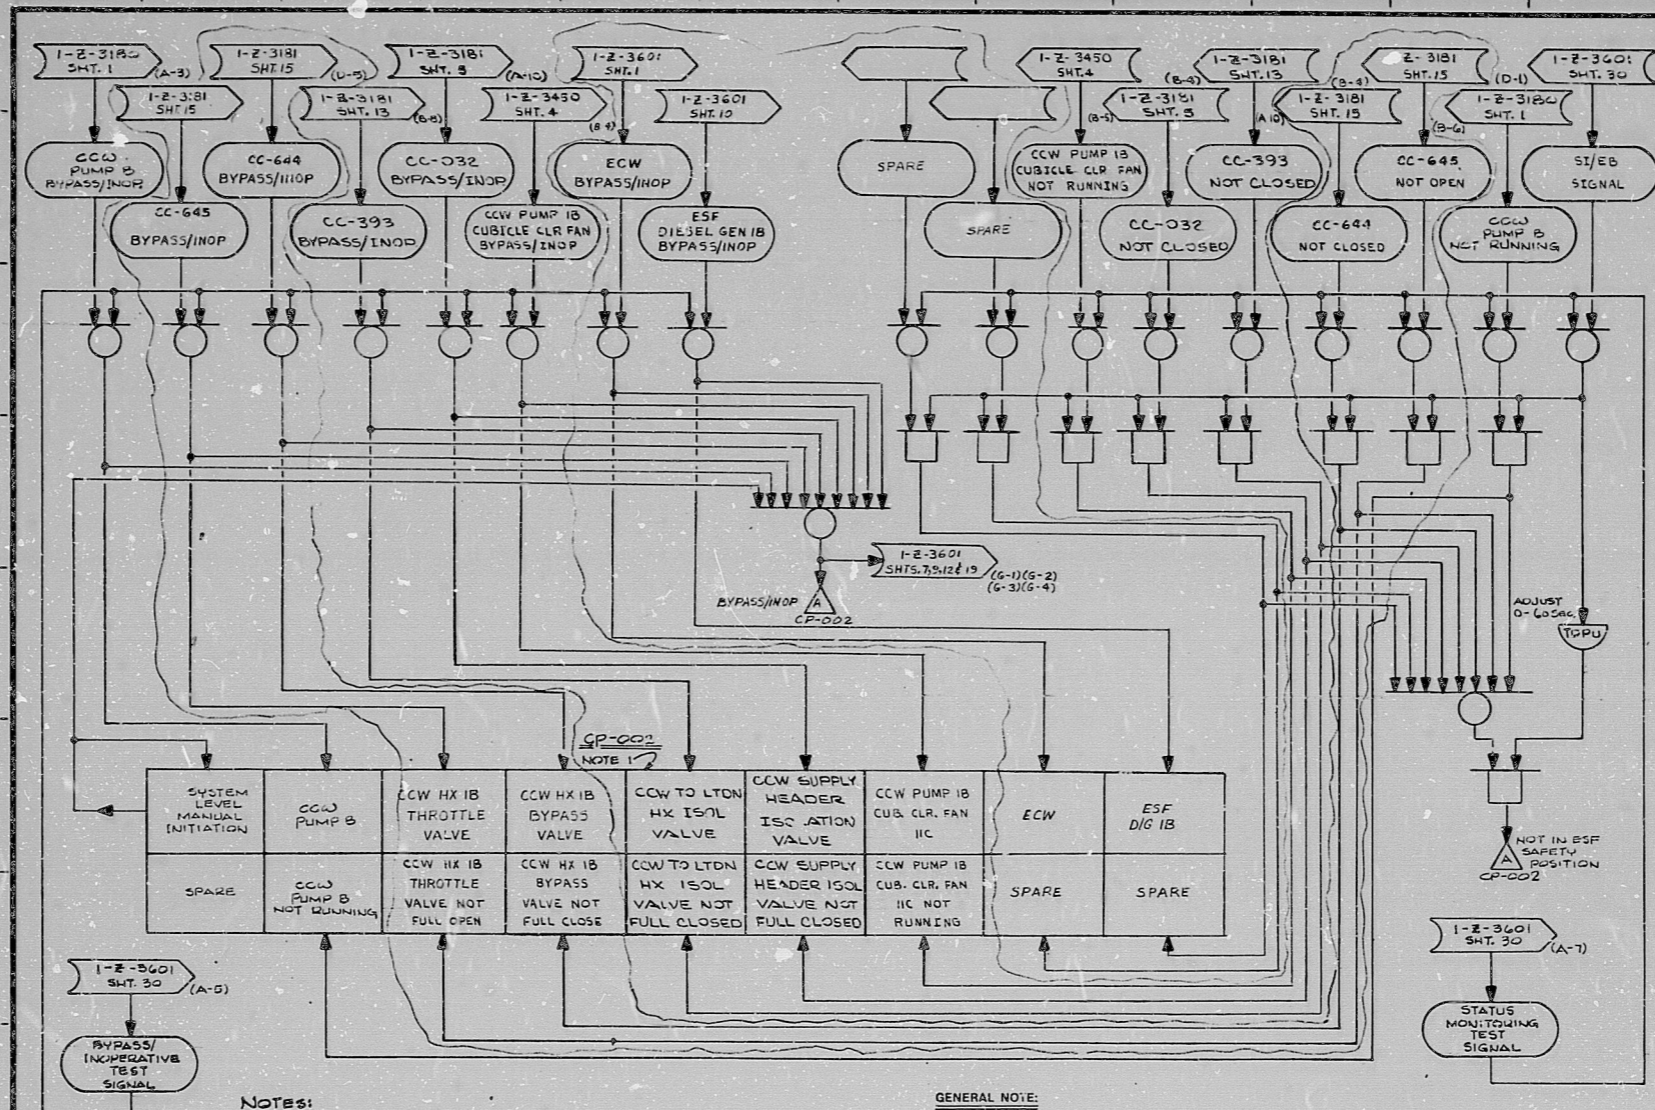 1-Z-3180
SHT. 1
(A-3)
1-Z-3181
SHT. 15
(D-5)
1-Z-3181
SHT. 9
(A-10)
1-Z-3601
SHT. 1
1-Z-3450
SHT. 4
(B-4)
1-Z-3181
SHT. 13
(B-4)
Z-3181
SHT. 15
(D-1)
1-Z-3601
SHT. 30
1-Z-3181
SHT 15
1-Z-3181
SHT. 13
(B-8)
1-Z-3450
SHT. 4
(B-4)
1-Z-3601
SHT. 10
(B-5)
1-Z-3181
SHT. 9
(A-10)
1-Z-3181
SHT. 15
(B-6)
1-Z-3180
SHT. 1
CCW
PUMP B
BYPASS/INOP
CC-644
BYPASS/INOP
CC-032
BYPASS/INOP
ECW
BYPASS/INOP
SPARE
CCW PUMP 1B
CUBICLE CLR FAN
NOT RUNNING
CC-393
NOT CLOSED
CC-645
NOT OPEN
SI/EB
SIGNAL
CC-645
BYPASS/INOP
CC-393
BYPASS/INOP
CCW PUMP 1B
CUBICLE CLR FAN
BYPASS/INOP
ESF
DIESEL GEN 1B
BYPASS/INOP
SPARE
CC-032
NOT CLOSED
CC-644
NOT CLOSED
CCW
PUMP B
NOT RUNNING
1-Z-3601
SHTS. 7,9,12 & 19
(G-1)(G-2)
(G-3)(G-4)
BYPASS/INOP
A
CP-002
ADJUST
0-60SEC.
TDPU
CP-002
NOTE 1
SYSTEM
LEVEL
MANUAL
INITIATION
CCW
PUMP B
CCW HX 1B
THROTTLE
VALVE
CCW HX 1B
BYPASS
VALVE
CCW TO LTDN
HX ISOL
VALVE
CCW SUPPLY
HEADER
ISOLATION
VALVE
CCW PUMP 1B
CUB. CLR. FAN
11C
ECW
ESF
D/G 1B
SPARE
CCW
PUMP B
NOT RUNNING
CCW HX 1B
THROTTLE
VALVE NOT
FULL OPEN
CCW HX 1B
BYPASS
VALVE NOT
FULL CLOSE
CCW TO LTDN
HX ISOL
VALVE NOT
FULL CLOSED
CCW SUPPLY
HEADER ISOL
VALVE NOT
FULL CLOSED
CCW PUMP 1B
CUB. CLR. FAN
11C NOT
RUNNING
SPARE
SPARE
A
NOT IN ESF
SAFETY
POSITION
CP-002
1-Z-3601
SHT. 30
(A-5)
BYPASS/
INOPERATIVE
TEST
SIGNAL
1-Z-3601
SHT. 30
(A-7)
STATUS
MONITORING
TEST
SIGNAL
NOTES:
GENERAL NOTE: